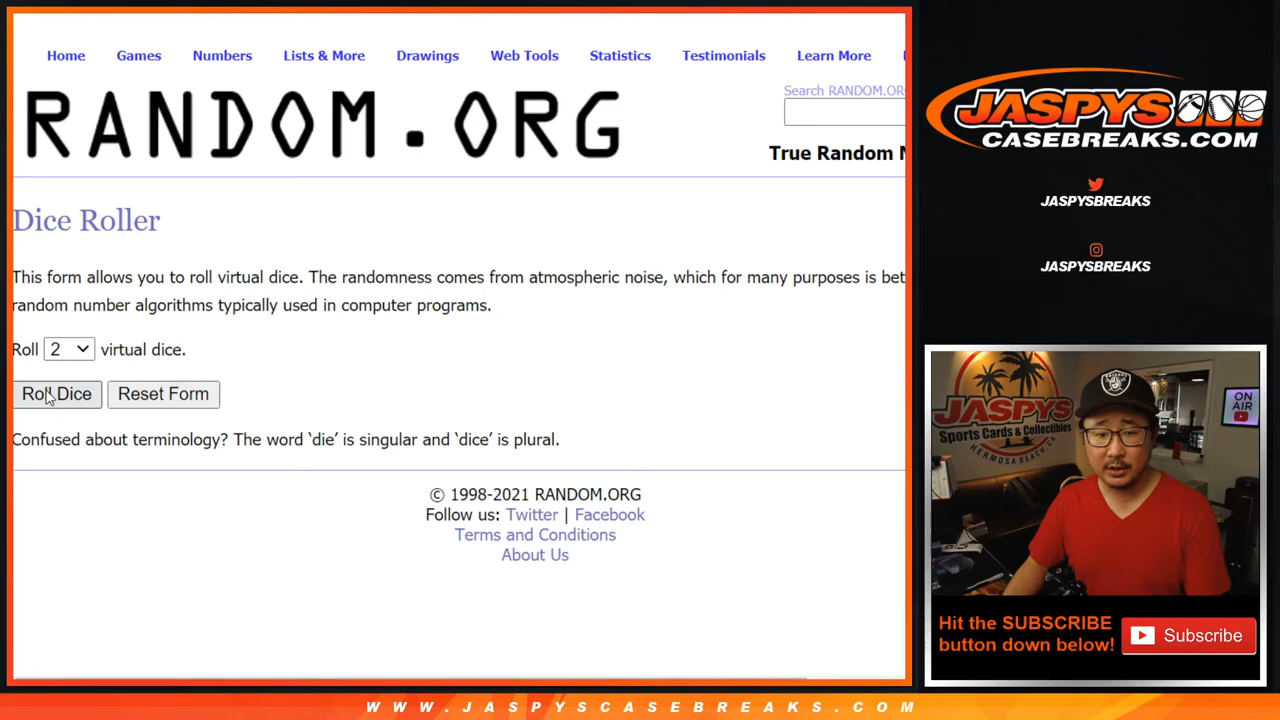 Home Games Numbers Lists & More Drawings Web Tools Statistics Testimonials Learn More
RANDOM.ORG
Search RANDOM.OR
True Random
Dice Roller
This form allows you to roll virtual dice. The randomness comes from atmospheric noise, which for many purposes is bet
random number algorithms typically used in computer programs.
Roll 2 virtual dice.
Roll Dice Reset Form
Confused about terminology? The word ‘die’ is singular and ‘dice’ is plural.
© 1998-2021 RANDOM.ORG
Follow us: Twitter | Facebook
Terms and Conditions
About Us
JASPYS
CASEBREAKS.COM
JASPYSBREAKS
JASPYSBREAKS
JASPYS
Sports Cards & Collectibles
HERMOSA BEACH, CA
ON
AIR
Hit the SUBSCRIBE
button down below!
Subscribe
WWW.JASPYSCASEBREAKS.COM